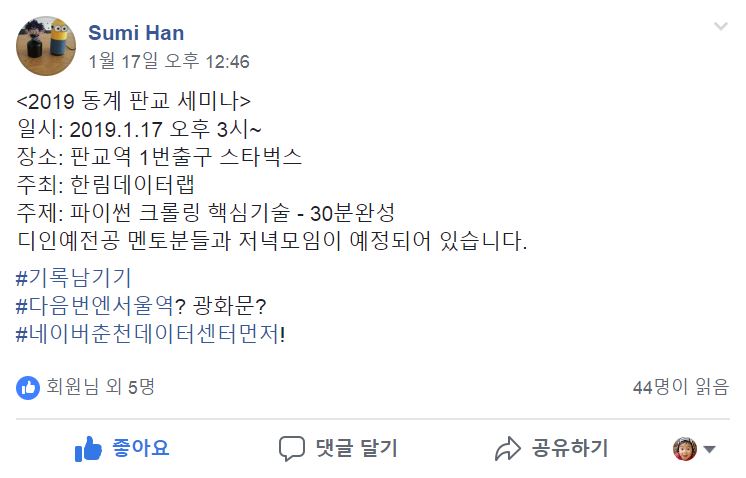 Sumi Han
1월 17일 오후 12:46
<2019 동계 판교 세미나>
일시: 2019.1.17 오후 3시~
장소: 판교역 1번출구 스타벅스
주최: 한림데이터랩
주제: 파이썬 크롤링 핵심기술 - 30분완성
디인예전공 멘토분들과 저녁모임이 예정되어 있습니다.
#기록남기기
#다음번엔서울역? 광화문?
#네이버춘천데이터센터먼저!
회원님 외 5명 44명이 읽음
좋아요 댓글 달기 공유하기